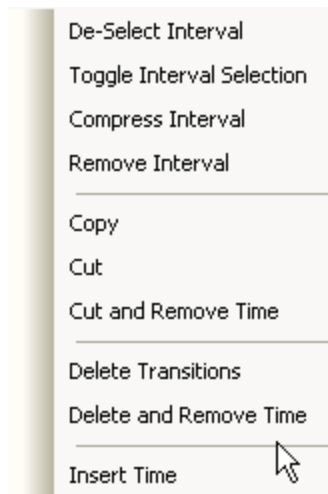 De-Select Interval
Toggle Interval Selection
Compress Interval
Remove Interval
Copy
Cut
Cut and Remove Time
Delete Transitions
Delete and Remove Time
Insert Time